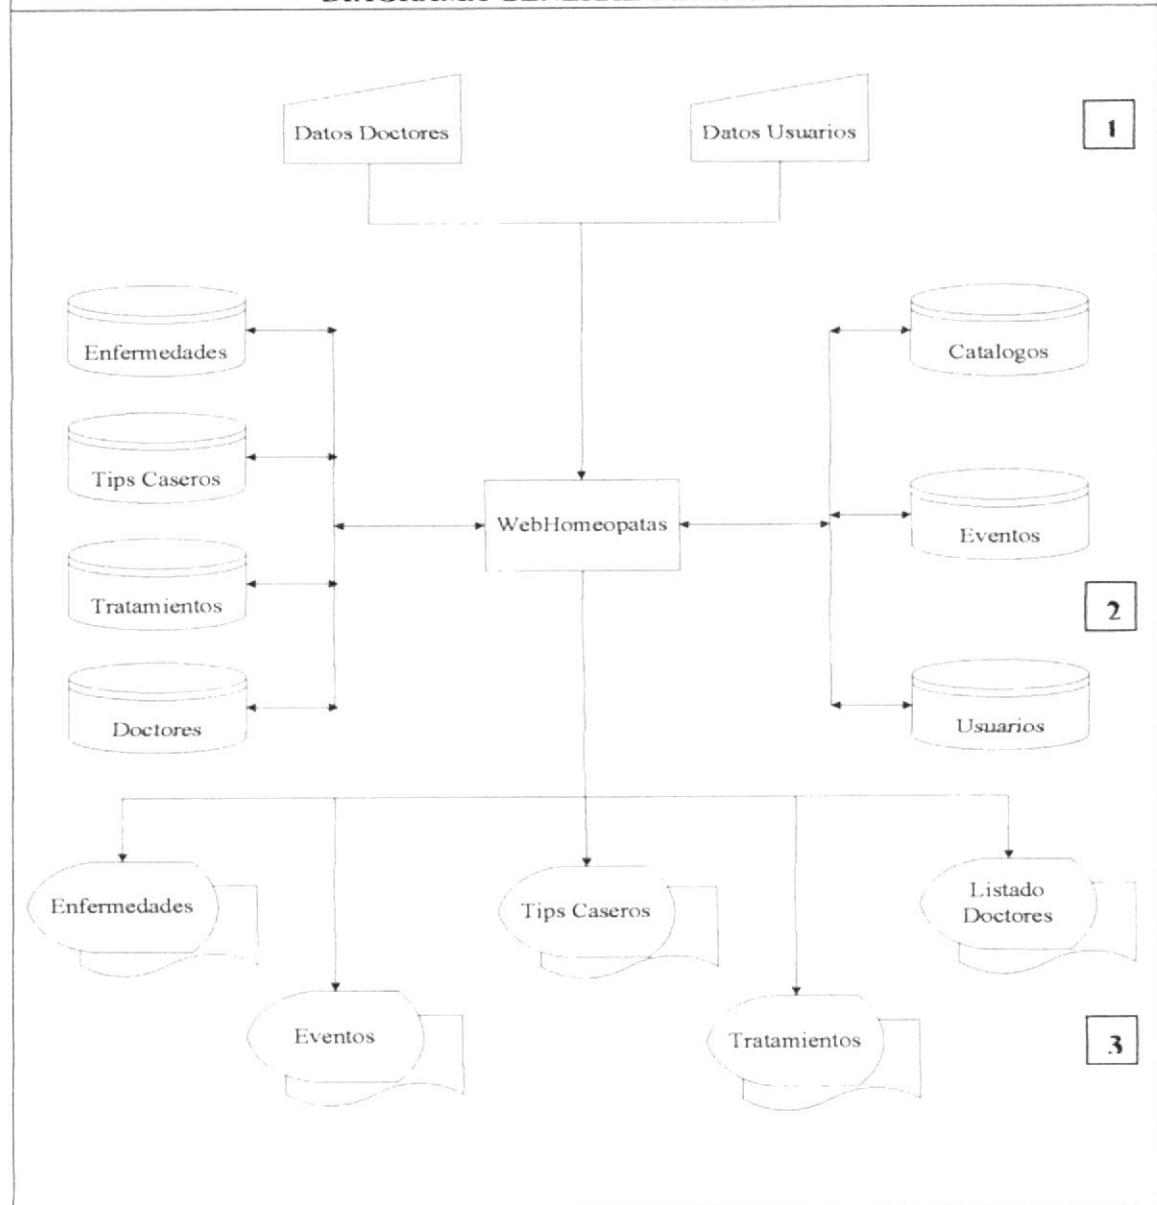 Datos Doctores
Datos Usuarios
1
Enfermedades
Catalogos
Tips Caseros
WebHomeopatas
Eventos
Tratamientos
2
Doctores
Usuarios
Enfermedades
Tips Caseros
Listado
Doctores
Eventos
Tratamientos
3